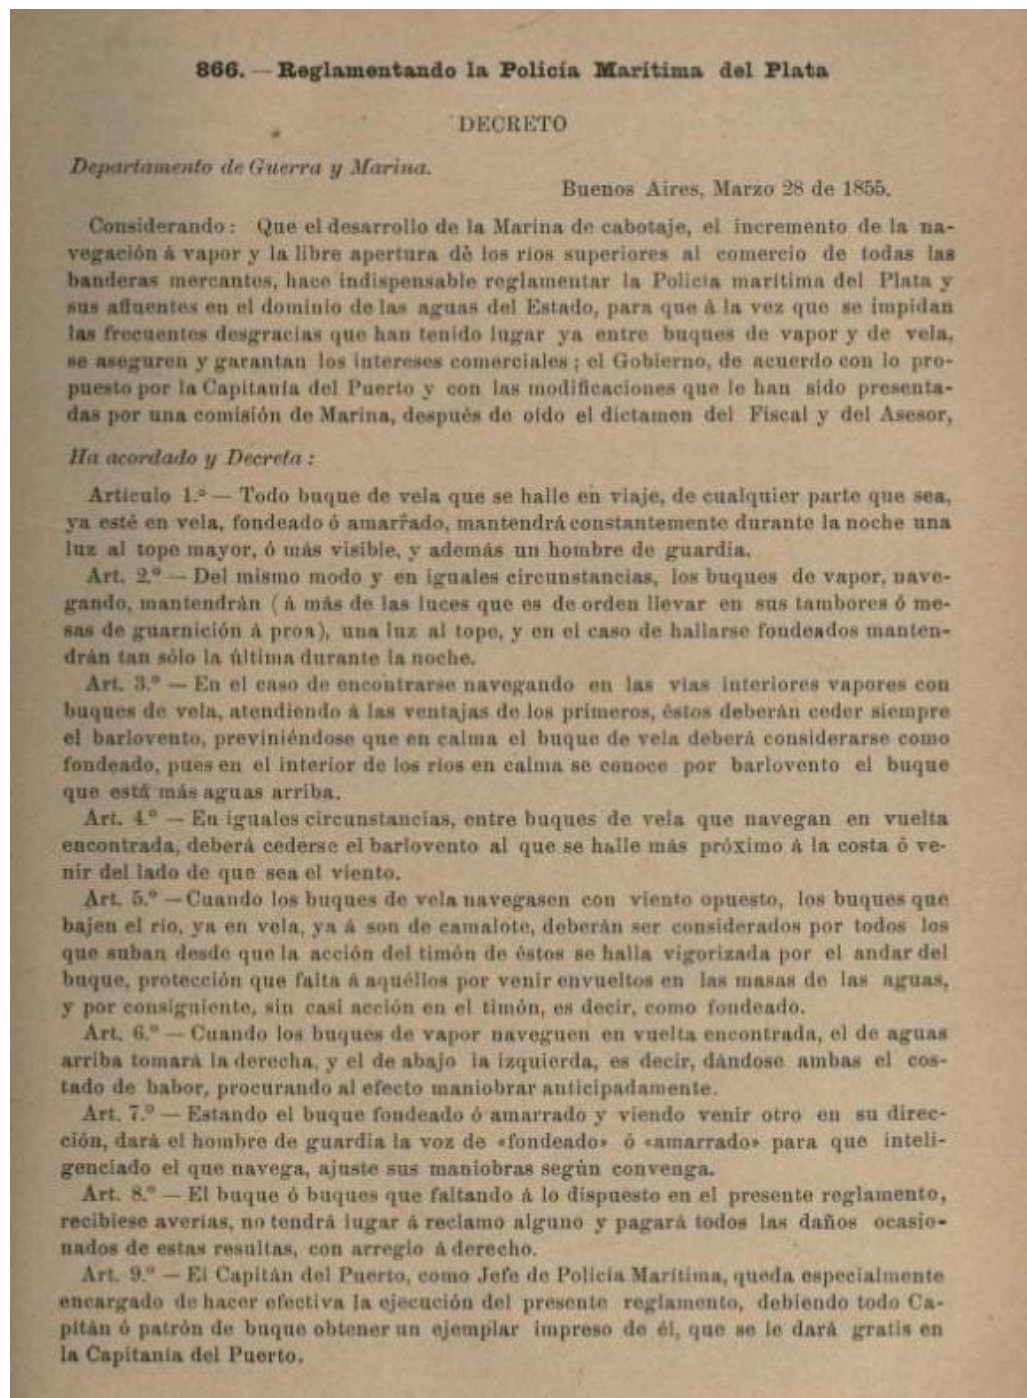 866. — Reglamentando la Policía Marítima del Plata
DECRETO
Departamento de Guerra y Marina.
Buenos Aires, Marzo 28 de 1855.
Considerando: Que el desarrollo de la Marina de cabotaje, el incremento de la na-
vegación á vapor y la libre apertura dè los rios superiores al comercio de todas las
banderas mercantes, hace indispensable reglamentar la Policia marítima del Plata y
sus afluentes en el dominio de las aguas del Estado, para que á la vez que se impidan
las frecuentes desgracias que han tenido lugar ya entre buques de vapor y de vela,
se aseguren y garantan los intereses comerciales; el Gobierno, de acuerdo con lo pro-
puesto por la Capitanía del Puerto y con las modificaciones que le han sido presenta-
das por una comisión de Marina, después de oido el dictamen del Fiscal y del Asesor,
Ha acordado y Decreta:
Artículo 1.º — Todo buque de vela que se halle en viaje, de cualquier parte que sea,
ya esté en vela, fondeado ó amarrado, mantendrá constantemente durante la noche una
luz al tope mayor, ó más visible, y además un hombre de guardia.
Art. 2.º — Del mismo modo y en iguales circunstancias, los buques de vapor, nave-
gando, mantendrán (á más de las luces que es de orden llevar en sus tambores ó me-
sas de guarnición á proa), una luz al tope, y en el caso de hallarse fondeados manten-
drán tan sólo la última durante la noche.
Art. 3.º — En el caso de encontrarse navegando en las vias interiores vapores con
buques de vela, atendiendo á las ventajas de los primeros, éstos deberán ceder siempre
el barlovento, previniéndose que en calma el buque de vela deberá considerarse como
fondeado, pues en el interior de los rios en calma se conoce por barlovento el buque
que está más aguas arriba.
Art. 4.º — En iguales circunstancias, entre buques de vela que navegan en vuelta
encontrada, deberá cederse el barlovento al que se halle más próximo á la costa ó ve-
nir del lado de que sea el viento.
Art. 5.º — Cuando los buques de vela navegasen con viento opuesto, los buques que
bajen el rio, ya en vela, ya á son de camalote, deberán ser considerados por todos los
que suban desde que la acción del timón de éstos se halla vigorizada por el andar del
buque, protección que falta á aquéllos por venir envueltos en las masas de las aguas,
y por consiguiente, sin casi acción en el timón, es decir, como fondeado.
Art. 6.º — Cuando los buques de vapor naveguen en vuelta encontrada, el de aguas
arriba tomará la derecha, y el de abajo la izquierda, es decir, dándose ambas el cos-
tado de babor, procurando al efecto maniobrar anticipadamente.
Art. 7.º — Estando el buque fondeado ó amarrado y viendo venir otro en su direc-
ción, dará el hombre de guardia la voz de «fondeado» ó «amarrado» para que inteli-
genciado el que navega, ajuste sus maniobras según convenga.
Art. 8.º — El buque ó buques que faltando á lo dispuesto en el presente reglamento,
recibiese averías, no tendrá lugar á reclamo alguno y pagará todos las daños ocasio-
nados de estas resultas, con arreglo á derecho.
Art. 9.º — El Capitán del Puerto, como Jefe de Policía Marítima, queda especialmente
encargado de hacer efectiva la ejecución del presente reglamento, debiendo todo Ca-
pitán ó patrón de buque obtener un ejemplar impreso de él, que se le dará gratis en
la Capitanía del Puerto.